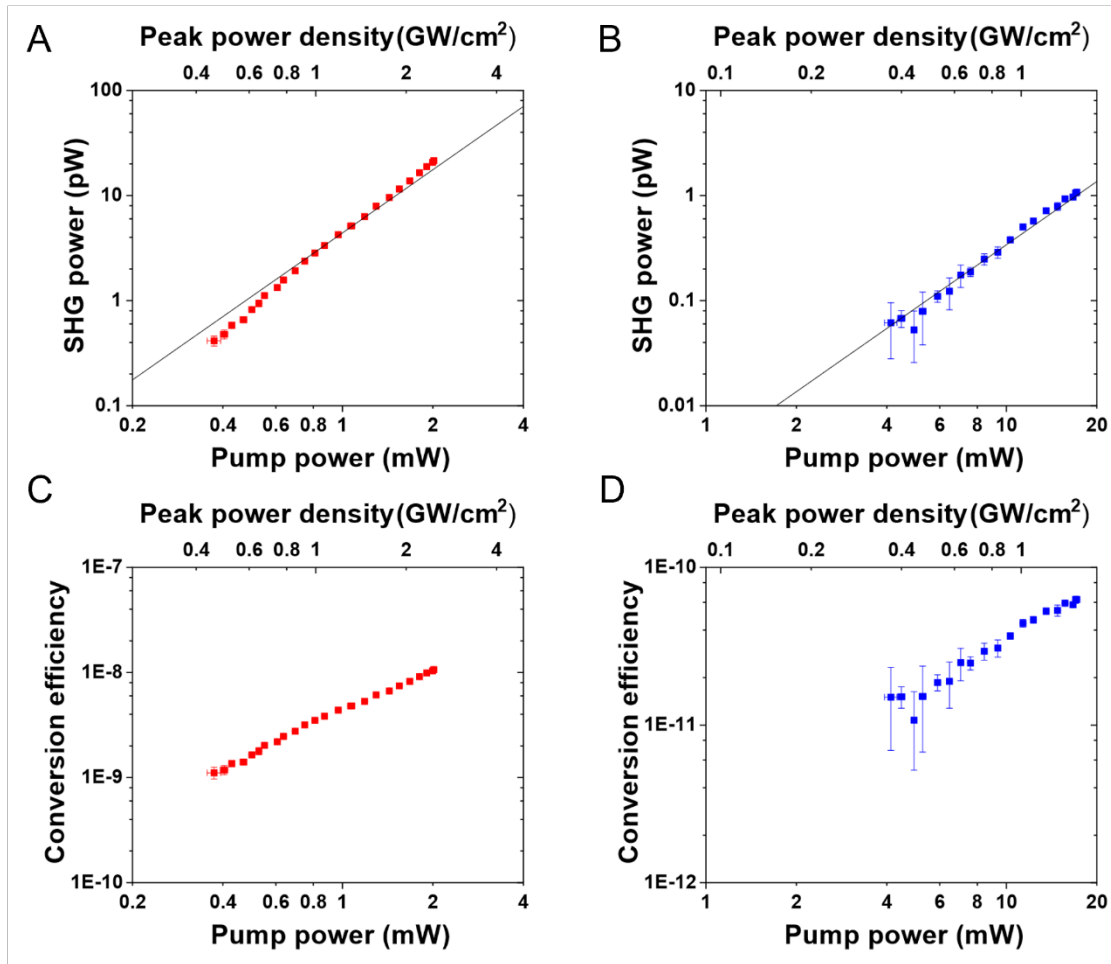 A
Peak power density(GW/cm²)
0.4 0.6 0.8 1 2 4
100
10
1
0.1
SHG power (pW)
0.2 0.4 0.6 0.8 1 2 4
Pump power (mW)
B
Peak power density(GW/cm²)
0.1 0.2 0.4 0.6 0.8 1
10
1
0.1
0.01
SHG power (pW)
1 2 4 6 8 10 20
Pump power (mW)
C
Peak power density(GW/cm²)
0.4 0.6 0.8 1 2 4
1E-7
1E-8
1E-9
1E-10
Conversion efficiency
0.2 0.4 0.6 0.8 1 2 4
Pump power (mW)
D
Peak power density(GW/cm²)
0.1 0.2 0.4 0.6 0.8 1
1E-10
1E-11
1E-12
Conversion efficiency
1 2 4 6 8 10 20
Pump power (mW)